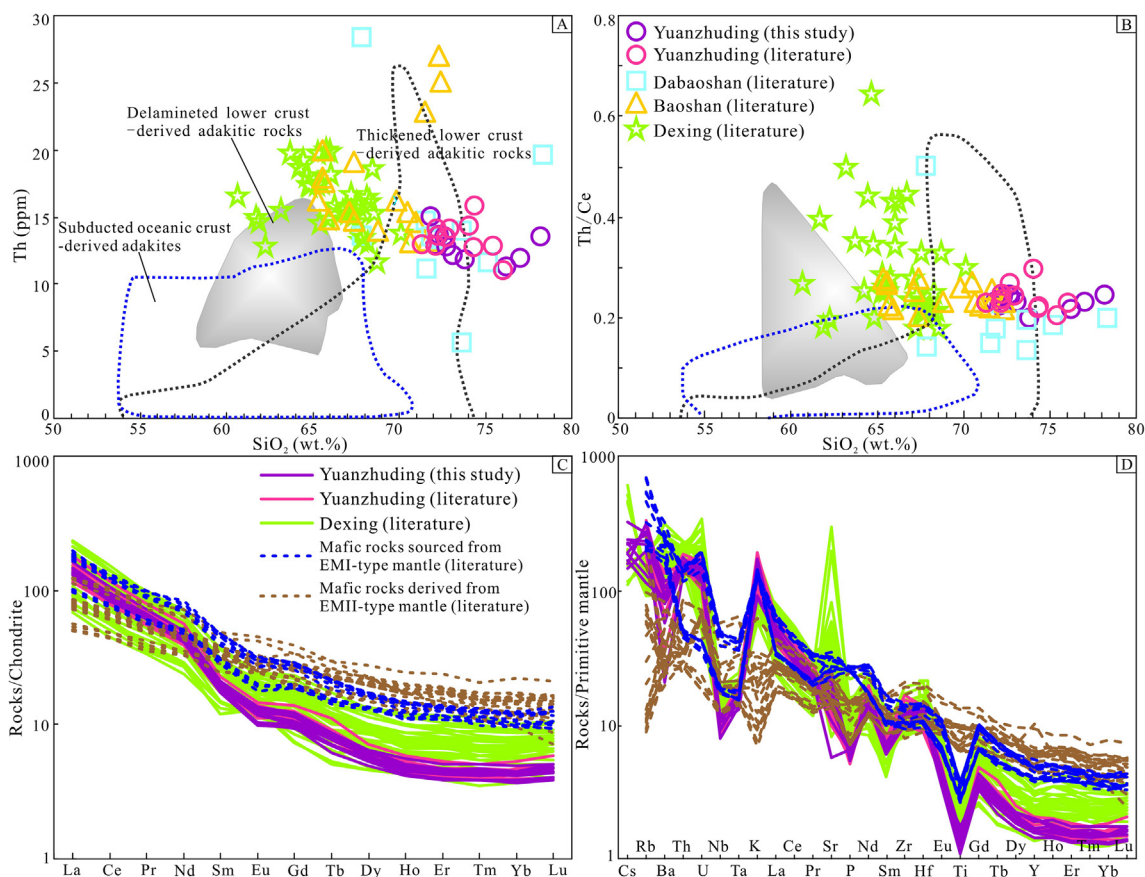 30
25
20
15
10
5
0
Th (ppm)
A
Delamineted lower crust
-derived adakitic rocks
Thickened lower crust
-derived adakitic rocks
Subducted oceanic crust
-derived adakites
50
60
65
70
75
80
SiO₂ (wt.%)
0.8
0.6
0.4
0.2
0
Th/Ce
B
Yuanzhuding (this study)
Yuanzhuding (literature)
Dabaoshan (literature)
Baoshan (literature)
Dexing (literature)
50
55
60
65
70
75
80
SiO₂ (wt.%)
1000
100
10
1
Rocks/Chondrite
C
Yuanzhuding (this study)
Yuanzhuding (literature)
Dexing (literature)
Mafic rocks sourced from
EMI-type mantle (literature)
Mafic rocks derived from
EMII-type mantle (literature)
La Ce Pr Nd Sm Eu Gd Tb Dy Ho Er Tm Yb Lu
1000
100
10
1
Rocks/Primitive mantle
D
Rb Th Nb K Ce Sr Nd Zr Eu Gd Dy Ho Tm Lu
Cs Ba U Ta La Pr P Sm Hf Ti Tb Y Er Yb